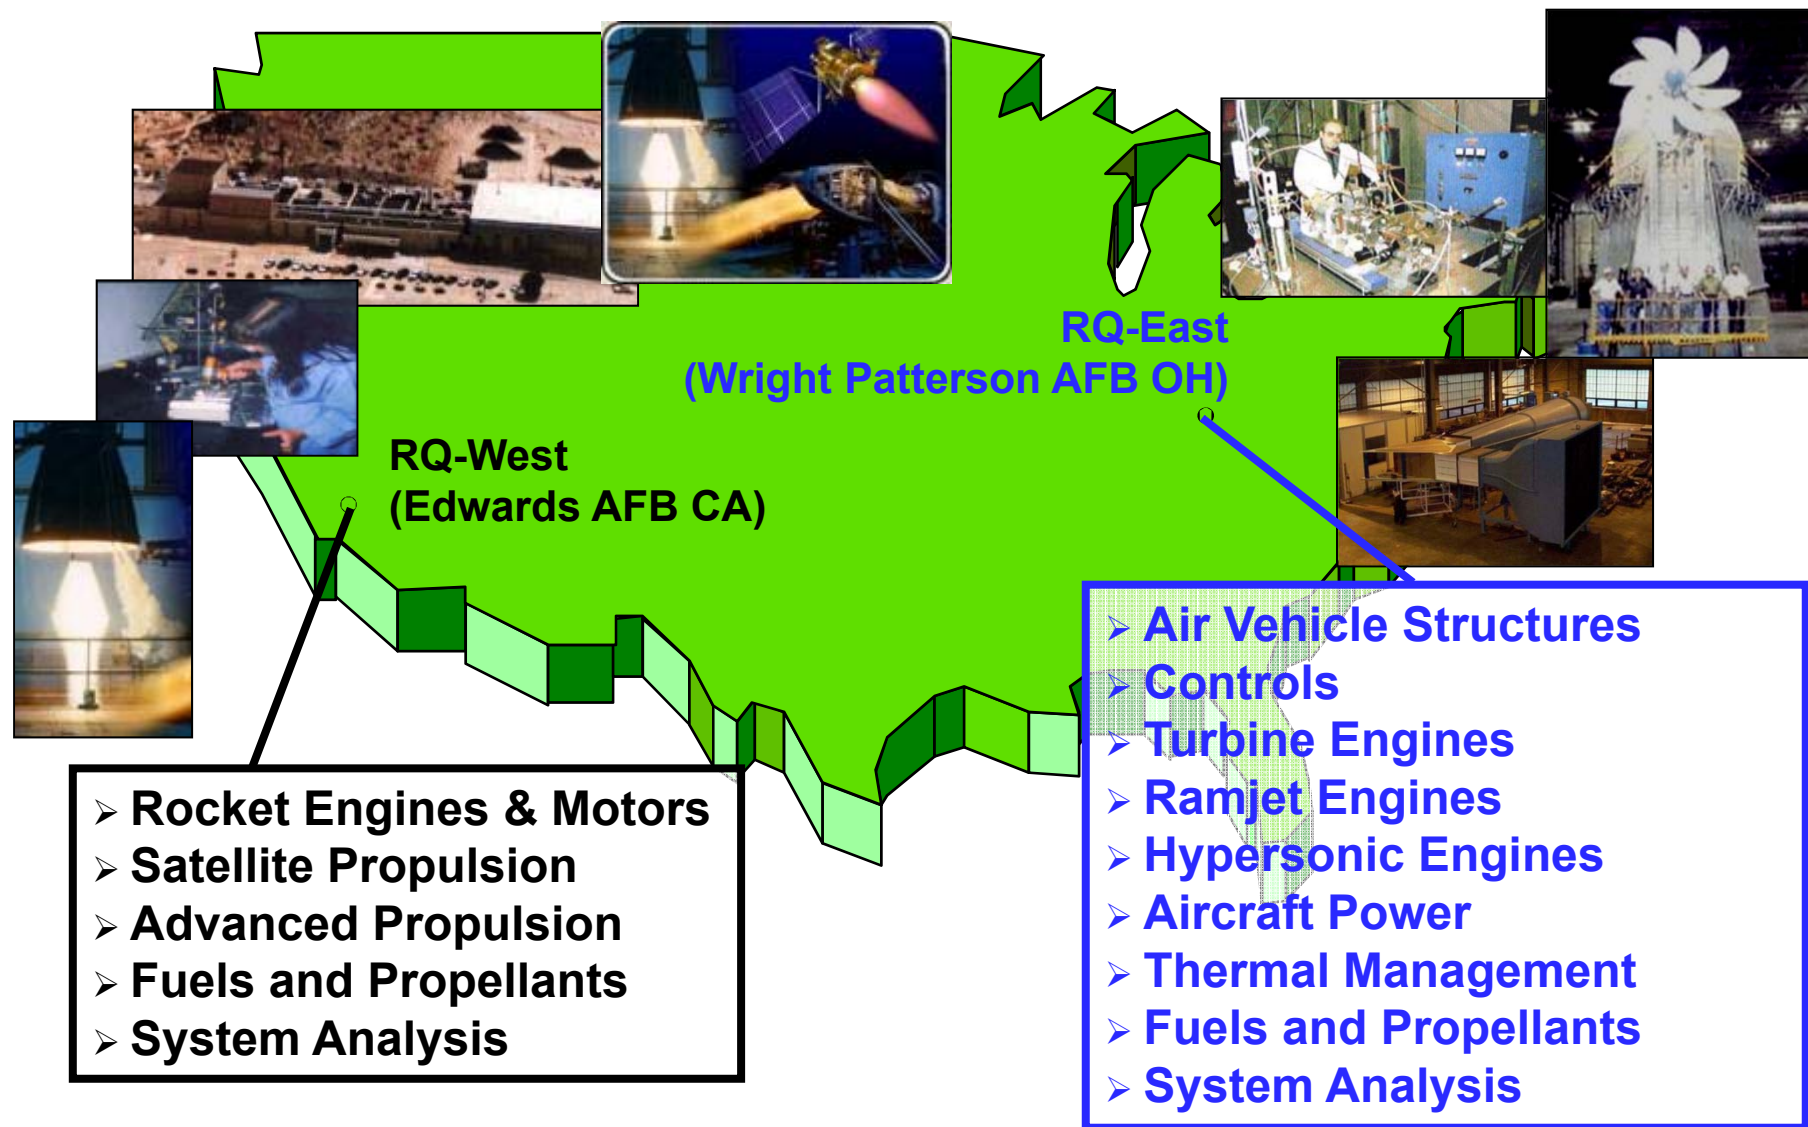 RQ-East
(Wright Patterson AFB OH)
RQ-West
(Edwards AFB CA)
➢ Rocket Engines & Motors
➢ Satellite Propulsion
➢ Advanced Propulsion
➢ Fuels and Propellants
➢ System Analysis
➢ Air Vehicle Structures
➢ Controls
➢ Turbine Engines
➢ Ramjet Engines
➢ Hypersonic Engines
➢ Aircraft Power
➢ Thermal Management
➢ Fuels and Propellants
➢ System Analysis